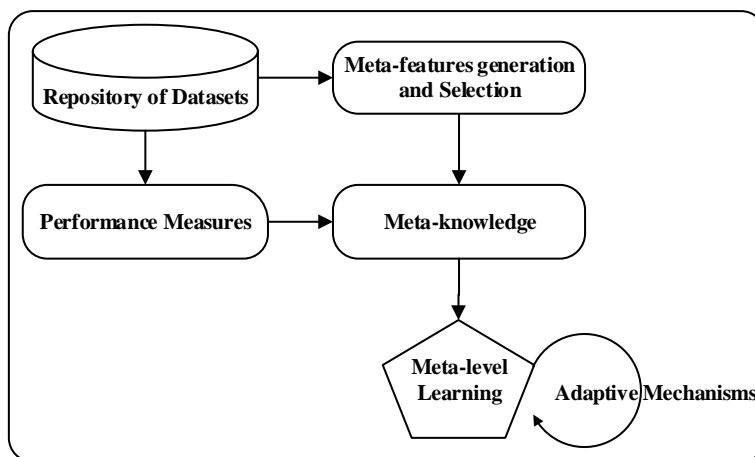 Repository of Datasets
Meta-features generation
and Selection
Performance Measures
Meta-knowledge
Meta-level
Learning
Adaptive Mechanisms